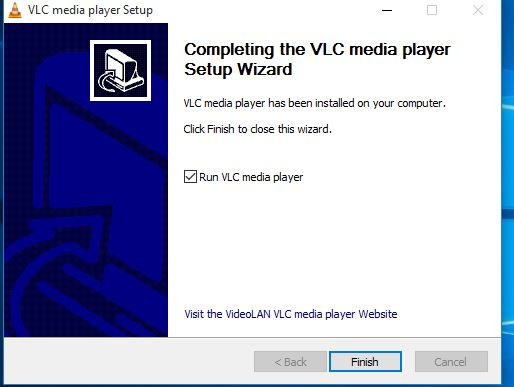 VLC media player Setup
Completing the VLC media player
Setup Wizard
VLC media player has been installed on your computer.
Click Finish to close this wizard.
Run VLC media player
Visit the VideoLAN VLC media player Website
< Back
Finish
Cancel